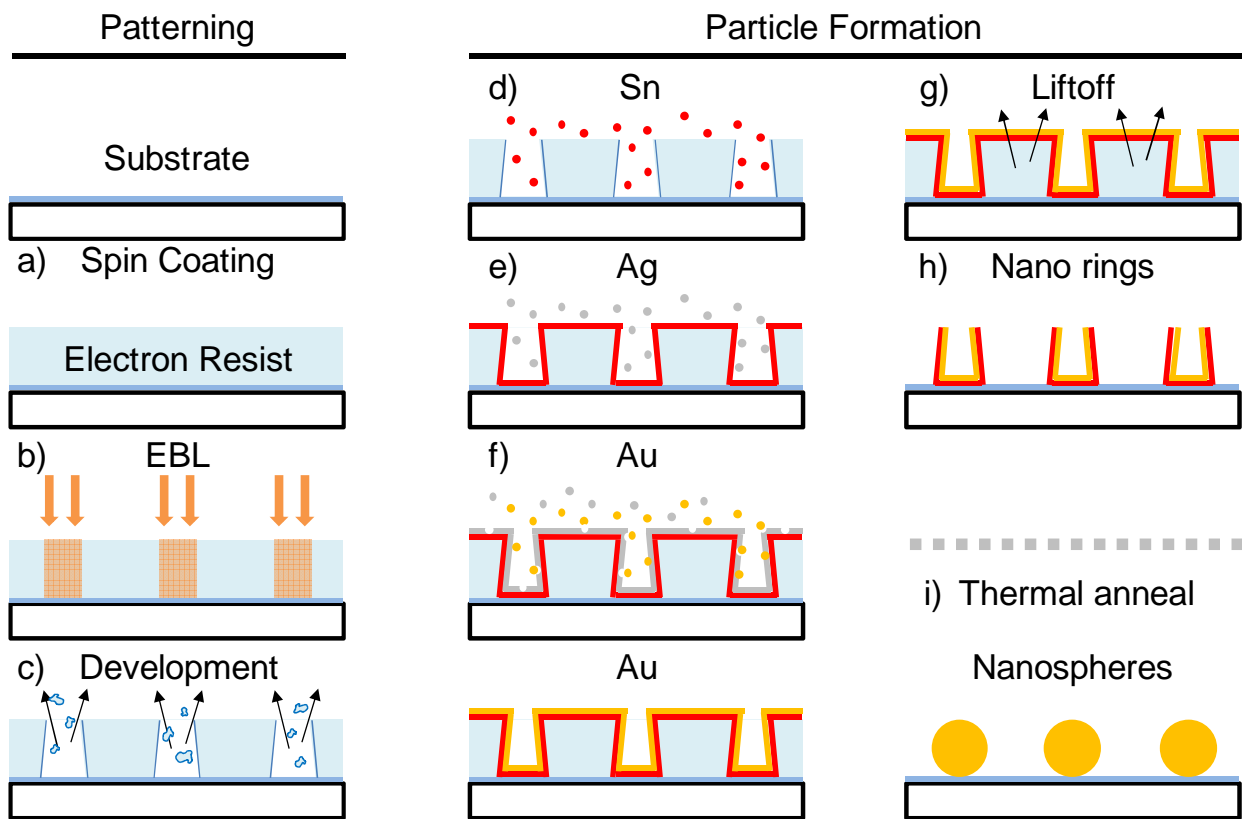 Patterning
Substrate
a) Spin Coating
Electron Resist
b) EBL
c) Development
Particle Formation
d) Sn
e) Ag
f) Au
Au
g) Liftoff
h) Nano rings
i) Thermal anneal
Nanospheres